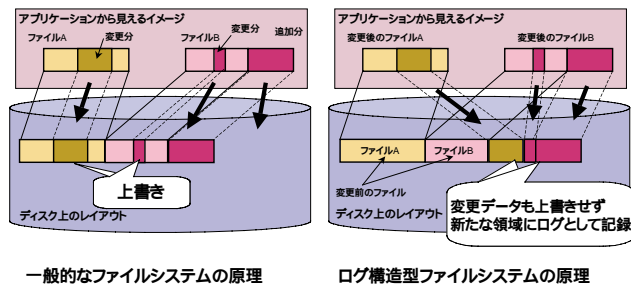 アプリケーションから見えるイメージ
ファイルA
変更分
ファイルB
変更分
追加分
上書き
ディスク上のレイアウト
一般的なファイルシステムの原理
アプリケーションから見えるイメージ
変更後のファイルA
変更後のファイルB
ファイルA
ファイルB
変更前のファイル
ディスク上のレイアウト
変更データも上書きせず
新たな領域にログとして記録
ログ構造型ファイルシステムの原理